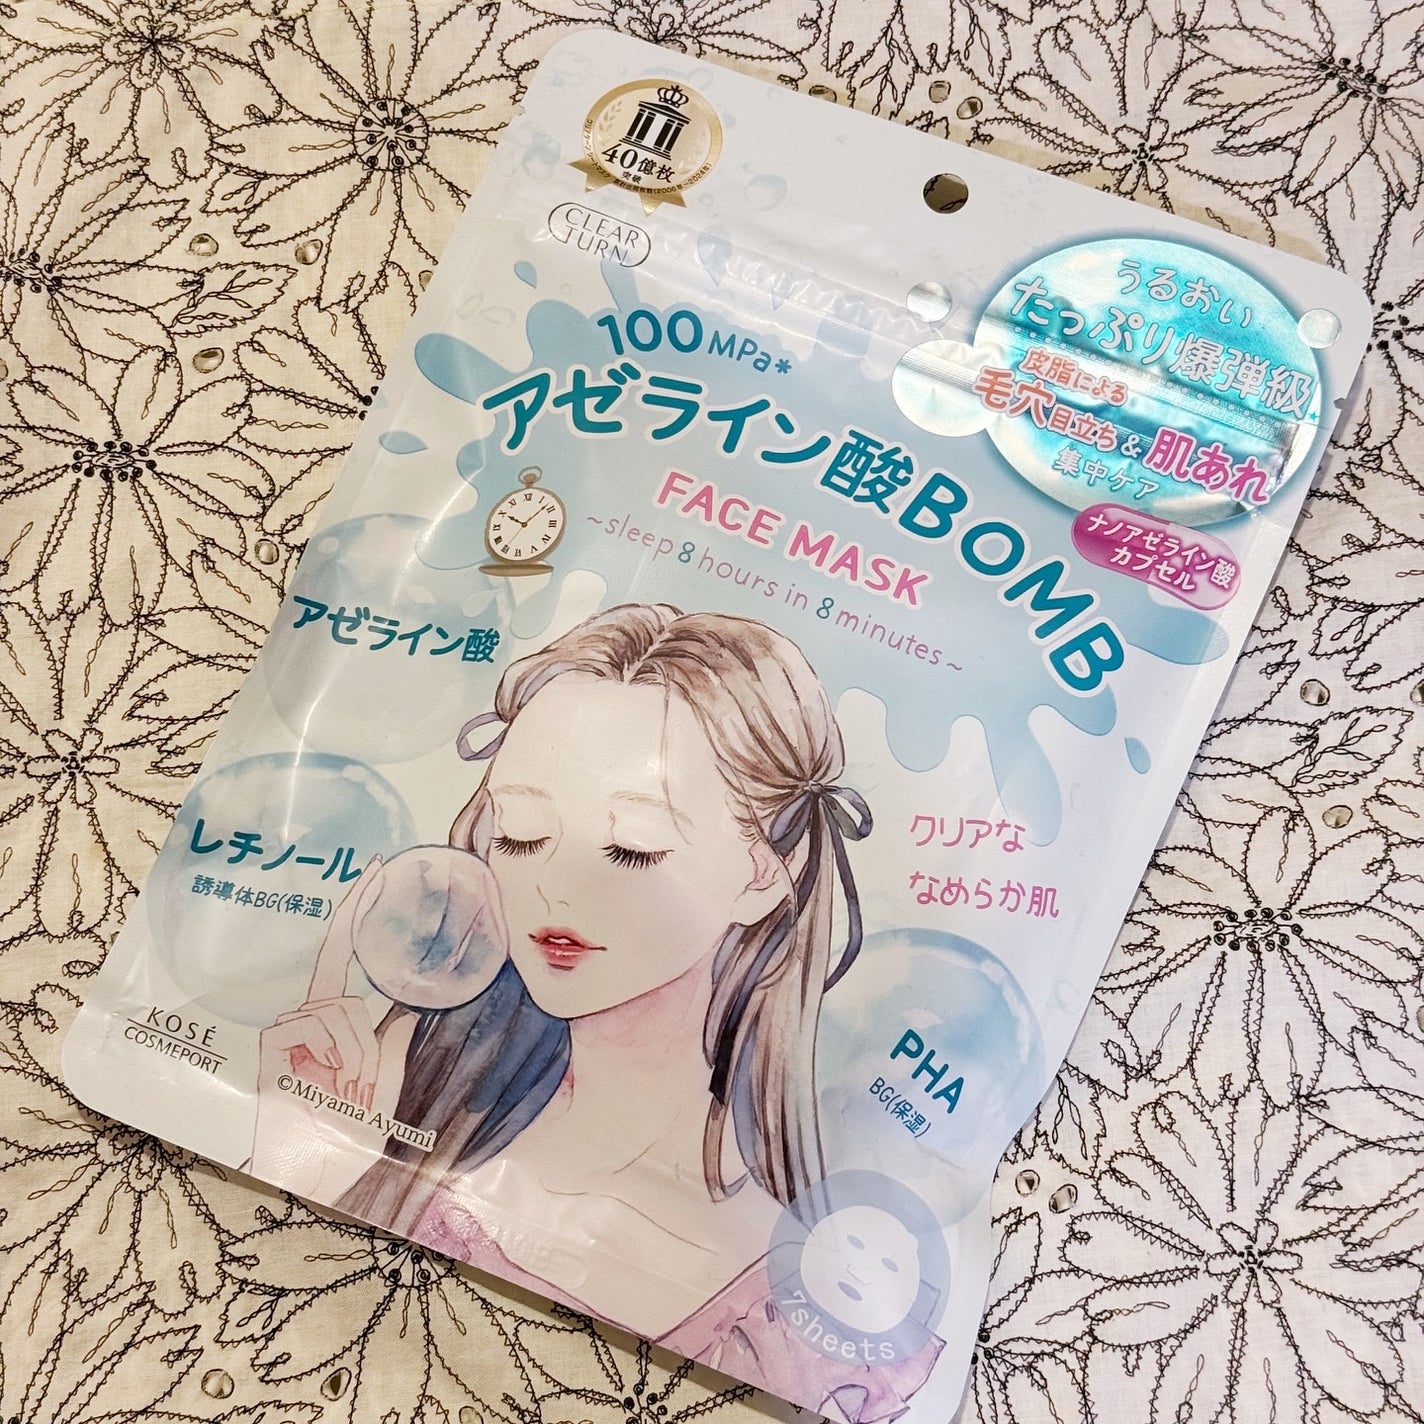 40億枚
突破
CLEAR
TURN
うるおい
たっぷり爆弾級
皮脂による
毛穴目立ち&肌あれ
集中ケア
ナノアゼライン酸
カプセル
100MPa*
アゼライン酸BOMB
FACE MASK
~sleep 8 hours in 8 minutes~
アゼライン酸
レチノール
誘導体BG(保湿)
クリアな
なめらか肌
PHA
BG(保湿)
KOSÉ
COSMEPORT
©Miyama Ayumi
7sheets